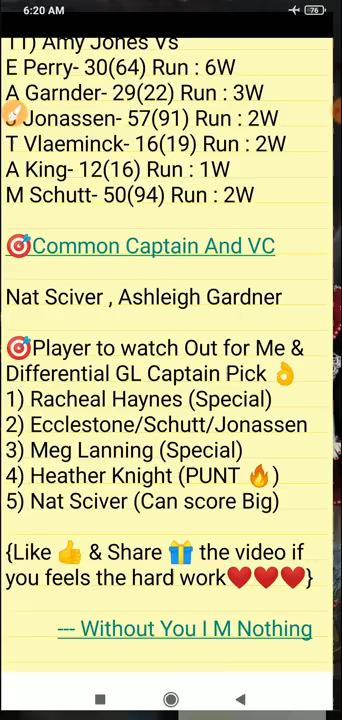 6:20 AM
76
11) Amy Jones Vs
E Perry- 30(64) Run : 6W
A Garnder- 29(22) Run : 3W
Jonassen- 57(91) Run : 2W
T Vlaeminck- 16(19) Run : 2W
A King- 12(16) Run : 1W
M Schutt- 50(94) Run : 2W
🎯Common Captain And VC
Nat Sciver , Ashleigh Gardner
🎯Player to watch Out for Me &
Differential GL Captain Pick 👌
1) Racheal Haynes (Special)
2) Ecclestone/Schutt/Jonassen
3) Meg Lanning (Special)
4) Heather Knight (PUNT 🔥)
5) Nat Sciver (Can score Big)
{Like 👍 & Share 🎁 the video if
you feels the hard work❤️❤️❤️}
--- Without You I M Nothing